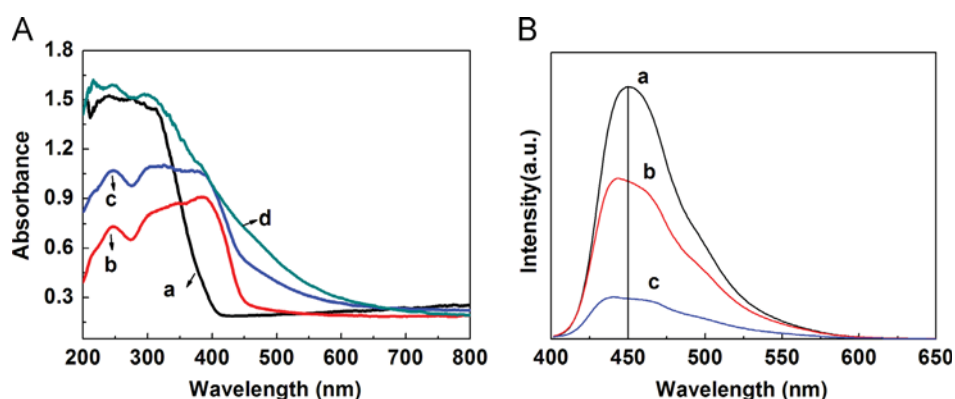 A
1.8
1.5
1.2
0.9
0.6
0.3
Absorbance
a
b
c
d
200 300 400 500 600 700 800
Wavelength (nm)
B
Intensity(a.u.)
a
b
c
400 450 500 550 600 650
Wavelength (nm)